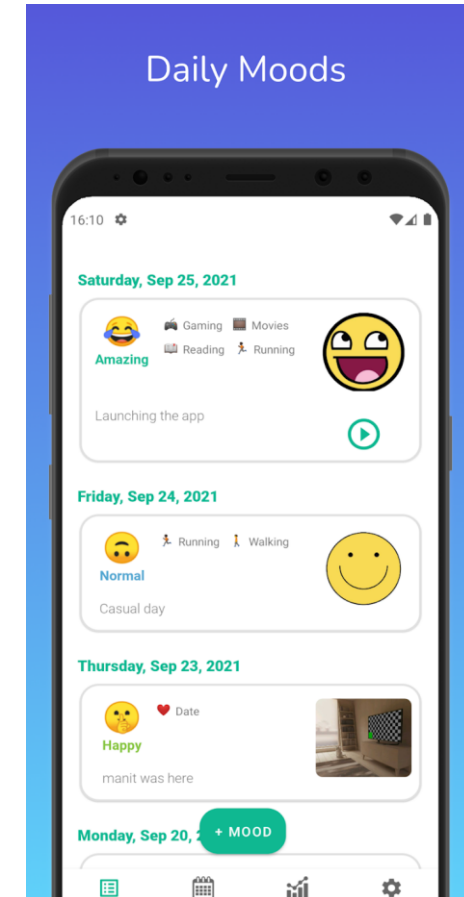 Daily Moods
16:10
Saturday, Sep 25, 2021
Gaming Movies
Amazing
Reading Running
Launching the app
Friday, Sep 24, 2021
Running Walking
Normal
Casual day
Thursday, Sep 23, 2021
Date
Happy
manit was here
Monday, Sep 20,
+ MOOD